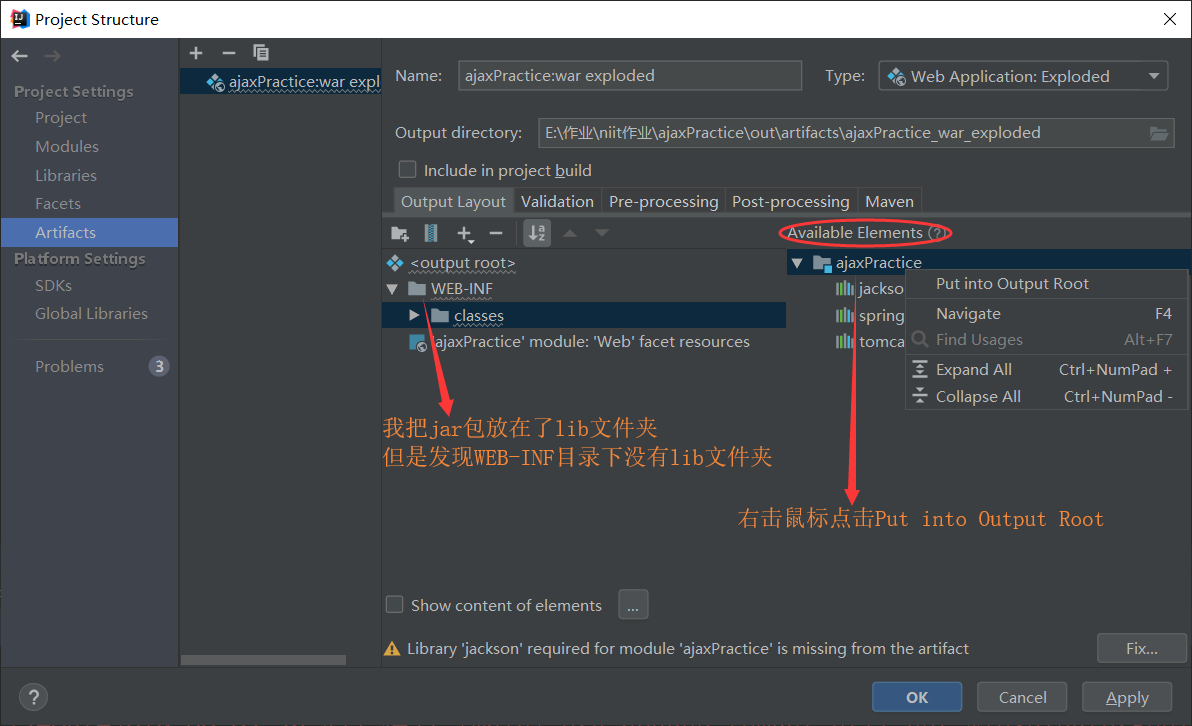 Project Structure
Project Settings
Project
Modules
Libraries
Facets
Artifacts
Platform Settings
SDKs
Global Libraries
Problems
3
ajaxPractice:war expl
Name:
ajaxPractice:war exploded
Type:
Web Application: Exploded
Output directory:
E:\作业\niit作业\ajaxPractice\out\artifacts\ajaxPractice_war_exploded
Include in project build
Output Layout Validation Pre-processing Post-processing Maven
Available Elements ?
<output root>
WEB-INF
classes
'ajaxPractice' module: 'Web' facet resources
ajaxPractice
jackso
spring
tomca
Put into Output Root
Navigate F4
Find Usages Alt+F7
Expand All Ctrl+NumPad +
Collapse All Ctrl+NumPad -
我把jar包放在了lib文件夹
但是发现WEB-INF目录下没有lib文件夹
右击鼠标点击Put into Output Root
Show content of elements ...
Library 'jackson' required for module 'ajaxPractice' is missing from the artifact
Fix...
?
OK
Cancel
Apply